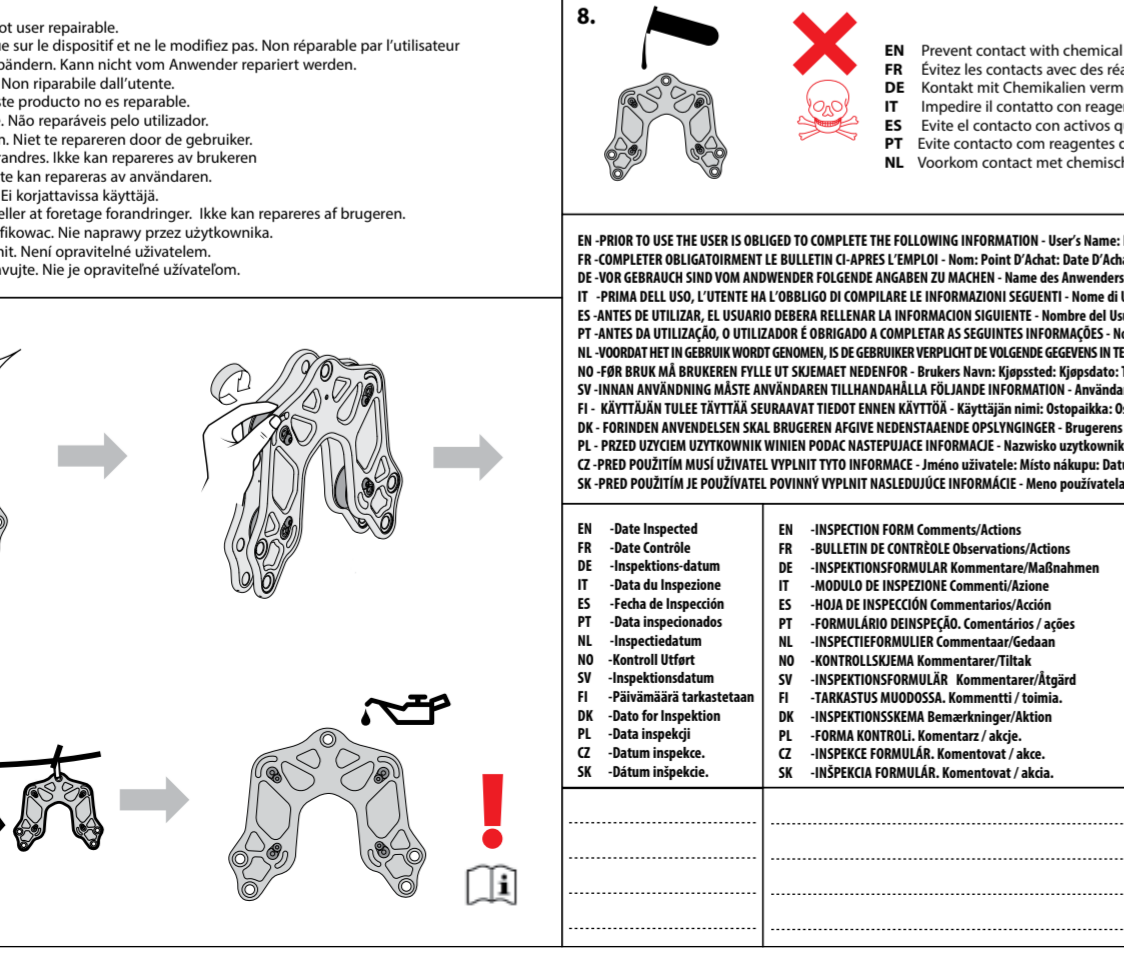 ot user repairable.
ue sur le dispositif et ne le modifiez pas. Non réparable par l'utilisateur
bändern. Kann nicht vom Anwender repariert werden.
Non riparabile dall'utente.
ste producto no es reparable.
. Não reparáveis pelo utilizador.
n. Niet te repareren door de gebruiker.
randres. Ikke kan repareres av brukeren
te kan repareras av användaren.
Ei korjattavissa käyttäjä.
eller at foretage forandringer. Ikke kan repareres af brugeren.
fikowac. Nie naprawy przez użytkownika.
nit. Není opravitelné uživatelem.
avujte. Nie je opraviteľné užívateľom.
8.
EN Prevent contact with chemical
FR Évitez les contacts avec des réa
DE Kontakt mit Chemikalien verme
IT Impedire il contatto con reagen
ES Evite el contacto con activos qu
PT Evite contacto com reagentes q
NL Voorkom contact met chemisch
EN -PRIOR TO USE THE USER IS OBLIGED TO COMPLETE THE FOLLOWING INFORMATION - User's Name:
FR -COMPLETER OBLIGATOIRMENT LE BULLETIN CI-APRES L'EMPLOI - Nom: Point D'Achat: Date D'Acha
DE -VOR GEBRAUCH SIND VOM ANDWENDER FOLGENDE ANGABEN ZU MACHEN - Name des Anwenders
IT -PRIMA DELL USO, L'UTENTE HA L'OBBLIGO DI COMPILARE LE INFORMAZIONI SEGUENTI - Nome di U
ES -ANTES DE UTILIZAR, EL USUARIO DEBERA RELLENAR LA INFORMACION SIGUIENTE - Nombre del Usu
PT -ANTES DA UTILIZAÇÃO, O UTILIZADOR É OBRIGADO A COMPLETAR AS SEGUINTES INFORMAÇÕES - No
NL -VOORDAT HET IN GEBRUIK WORDT GENOMEN, IS DE GEBRUIKER VERPLICHT DE VOLGENDE GEGEVENS IN TE
NO -FØR BRUK MÅ BRUKEREN FYLLE UT SKJEMAET NEDENFOR - Brukers Navn: Kjøpssted: Kjøpsdato: T
SV -INNAN ANVÄNDNING MÅSTE ANVÄNDAREN TILLHANDAHÅLLA FÖLJANDE INFORMATION - Användar
FI - KÄYTTÄJÄN TULEE TÄYTTÄÄ SEURAAVAT TIEDOT ENNEN KÄYTTÖÄ - Käyttäjän nimi: Ostopaikka: Os
DK - FORINDEN ANVENDELSEN SKAL BRUGEREN AFGIVE NEDENSTAAENDE OPSLYNGINGER - Brugerens
PL - PRZED UZYCIEM UZYTKOWNIK WINIEN PODAC NASTEPUJACE INFORMACJE - Nazwisko uzytkownik
CZ -PRED POUŽITÍM MUSÍ UŽIVATEL VYPLNIT TYTO INFORMACE - Jméno uživatele: Místo nákupu: Datu
SK -PRED POUŽITÍM JE POUŽÍVATEL POVINNÝ VYPLNIT NASLEDUJÚCE INFORMÁCIE - Meno používatela
EN -Date Inspected
FR -Date Contrôle
DE -Inspektions-datum
IT -Data du Inspezione
ES -Fecha de Inspección
PT -Data inspecionados
NL -Inspectiedatum
NO -Kontroll Utført
SV -Inspektionsdatum
FI -Päivämäärä tarkastetaan
DK -Dato for Inspektion
PL -Data inspekcji
CZ -Datum inspekce.
SK -Dátum inšpekcie.
EN -INSPECTION FORM Comments/Actions
FR -BULLETIN DE CONTRÈOLE Observations/Actions
DE -INSPEKTIONSFORMULAR Kommentare/Maßnahmen
IT -MODULO DE INSPEZIONE Commenti/Azione
ES -HOJA DE INSPECCIÓN Commentarios/Acción
PT -FORMULÁRIO DEINSPEÇÃO. Comentários / ações
NL -INSPECTIEFORMULIER Commentaar/Gedaan
NO -KONTROLLSKJEMA Kommentarer/Tiltak
SV -INSPEKTIONSFORMULÄR Kommentarer/Åtgärd
FI -TARKASTUS MUODOSSA. Kommentti / toimia.
DK -INSPEKTIONSSKEMA Bemærkninger/Aktion
PL -FORMA KONTROLi. Komentarz / akcje.
CZ -INSPEKCE FORMULÁR. Komentovat / akce.
SK -INŠPEKCIA FORMULÁR. Komentovat / akcia.
i